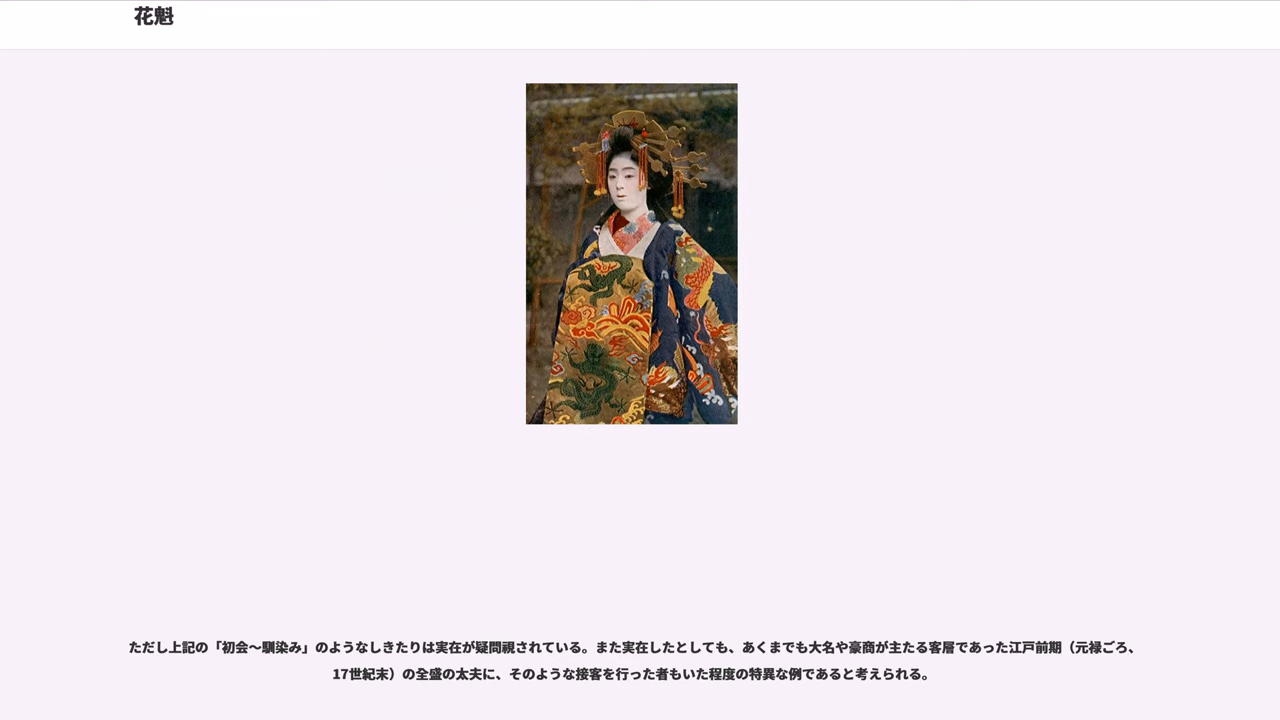 花魁
ただし上記の「初会〜馴染み」のようなしきたりは実在が疑問視されている。また実在したとしても、あくまでも大名や豪商が主たる客層であった江戸前期（元禄ごろ、
17世紀末）の全盛の太夫に、そのような接客を行った者もいた程度の特異な例であると考えられる。